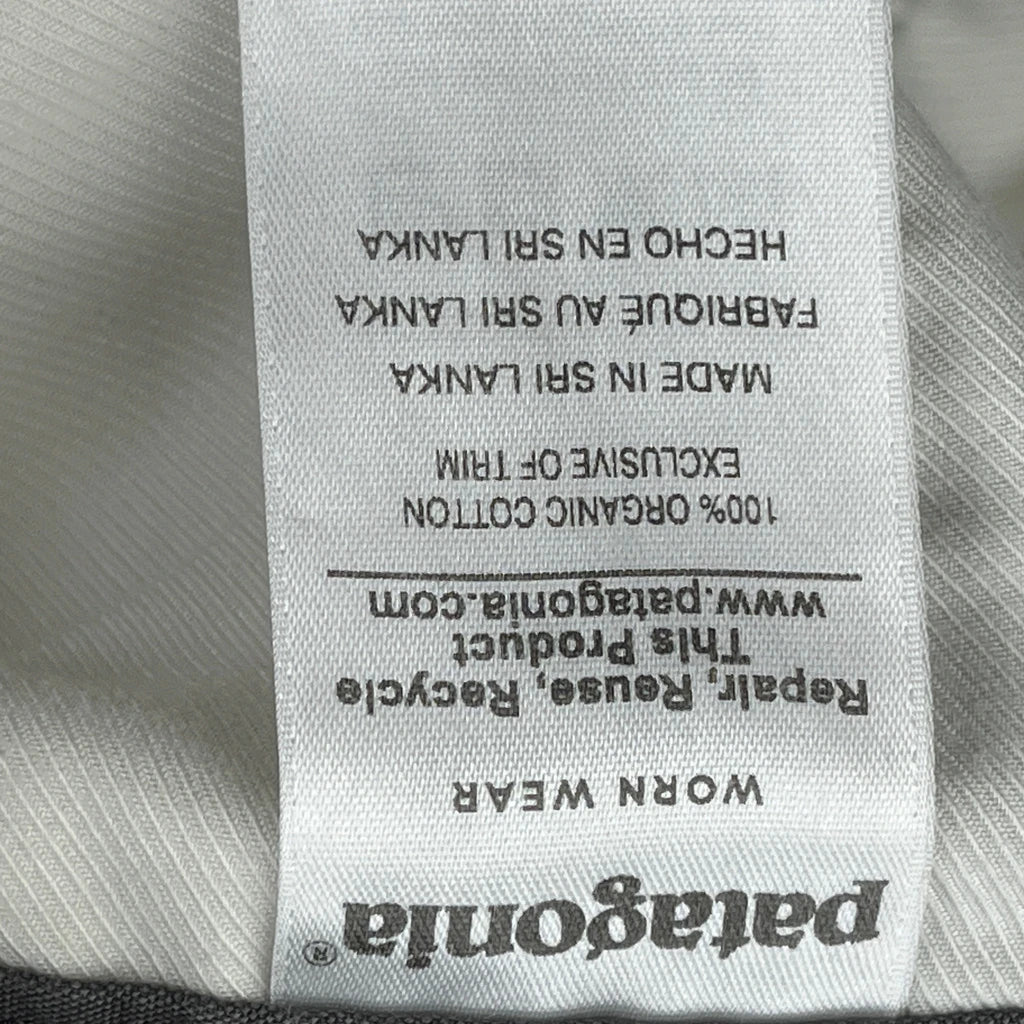 patagonia®
WORN WEAR
Repair, Reuse, Recycle
This Product
www.patagonia.com
100% ORGANIC COTTON
EXCLUSIVE OF TRIM
MADE IN SRI LANKA
FABRIQUÉ AU SRI LANKA
HECHO EN SRI LANKA